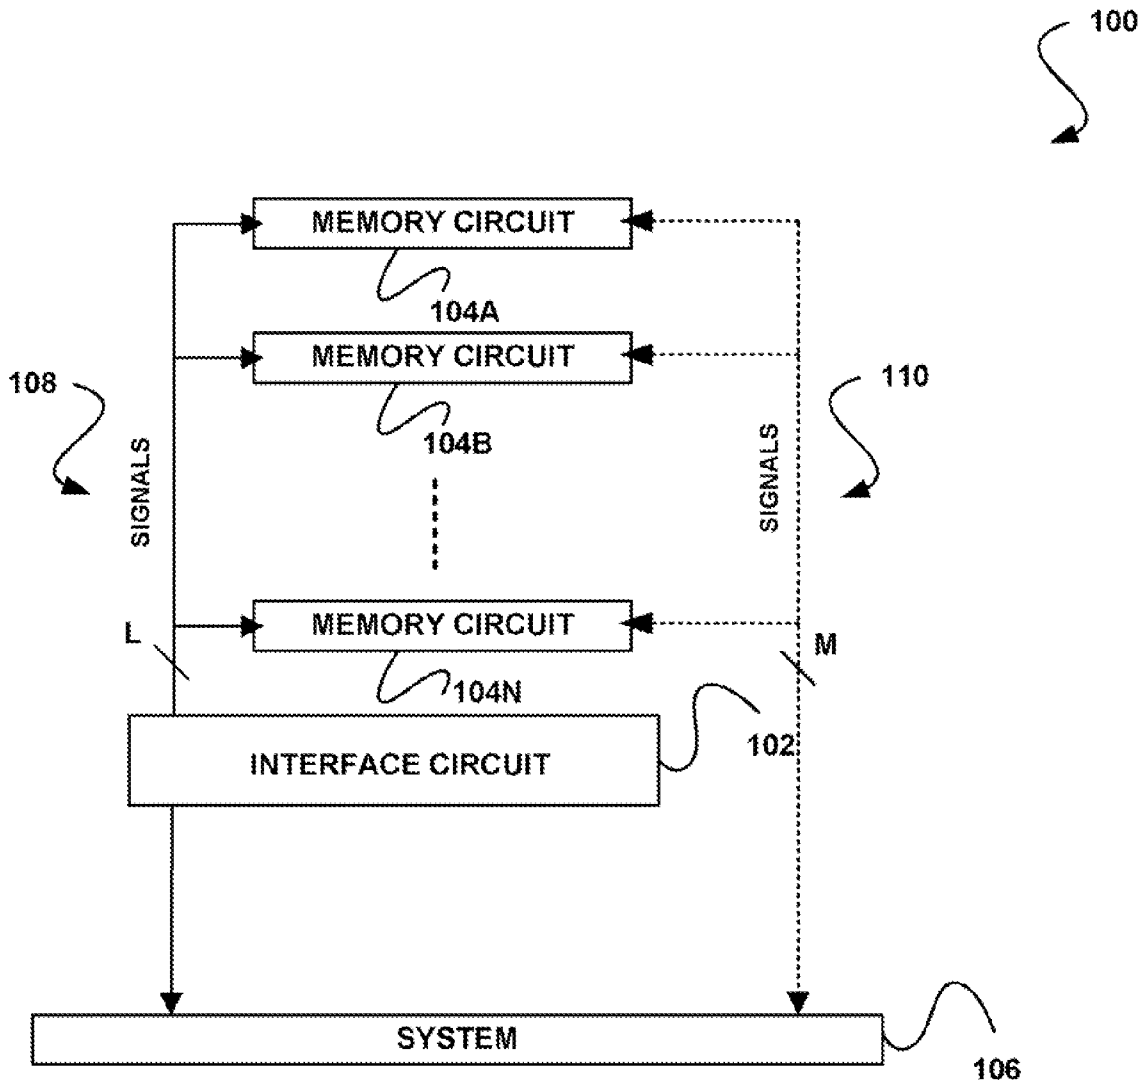 100
MEMORY CIRCUIT
104A
MEMORY CIRCUIT
104B
108
110
SIGNALS
SIGNALS
MEMORY CIRCUIT
L
M
104N
102
INTERFACE CIRCUIT
SYSTEM
106